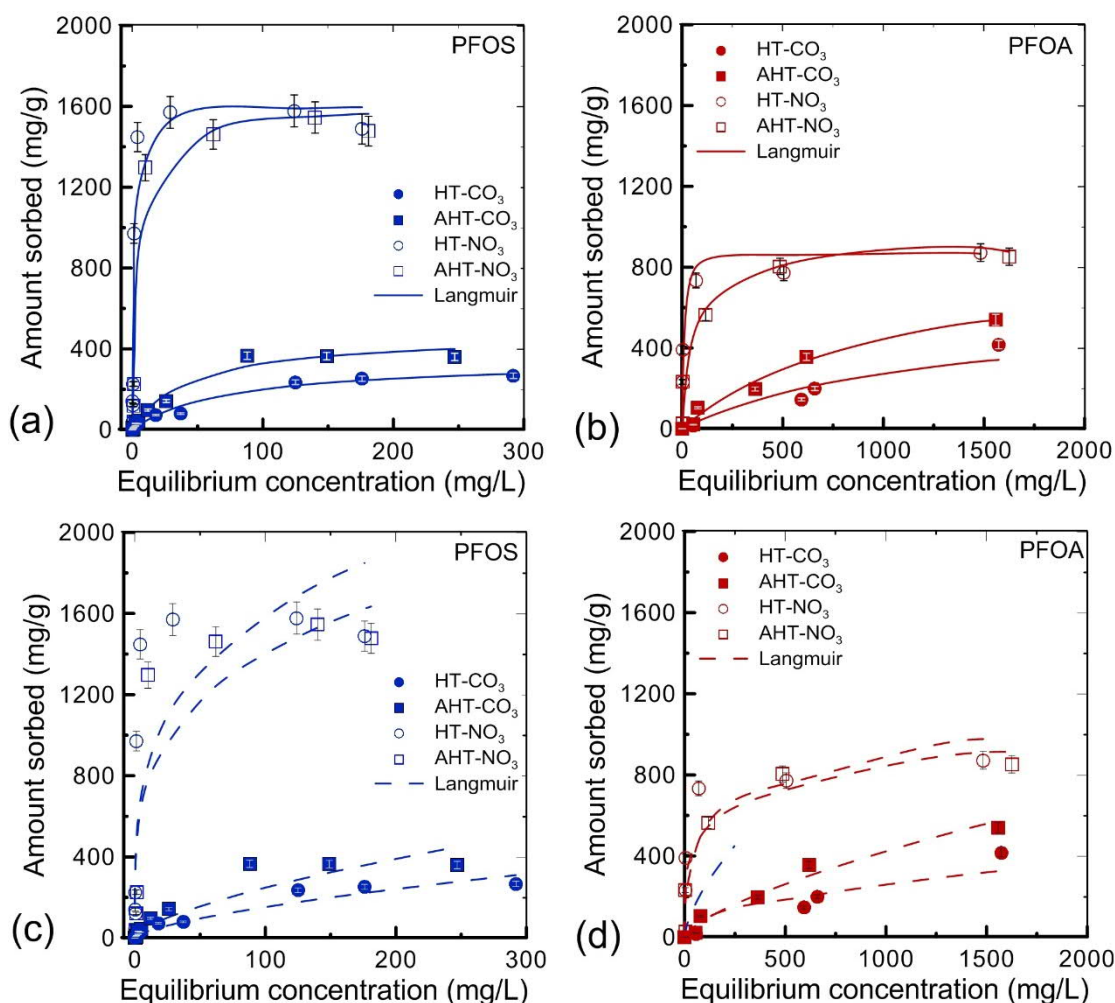 2000
1600
1200
800
400
0
Amount sorbed (mg/g)
PFOS
HT-CO₃
AHT-CO₃
HT-NO₃
AHT-NO₃
Langmuir
(a)
0 100 200 300
Equilibrium concentration (mg/L)
2000
1600
1200
800
400
0
Amount sorbed (mg/g)
PFOA
HT-CO₃
AHT-CO₃
HT-NO₃
AHT-NO₃
Langmuir
(b)
0 500 1000 1500 2000
Equilibrium concentration (mg/L)
2000
1600
1200
800
400
0
Amount sorbed (mg/g)
PFOS
HT-CO₃
AHT-CO₃
HT-NO₃
AHT-NO₃
Langmuir
(c)
0 100 200 300
Equilibrium concentration (mg/L)
2000
1600
1200
800
400
0
Amount sorbed (mg/g)
PFOA
HT-CO₃
AHT-CO₃
HT-NO₃
AHT-NO₃
Langmuir
(d)
0 500 1000 1500 2000
Equilibrium concentration (mg/L)